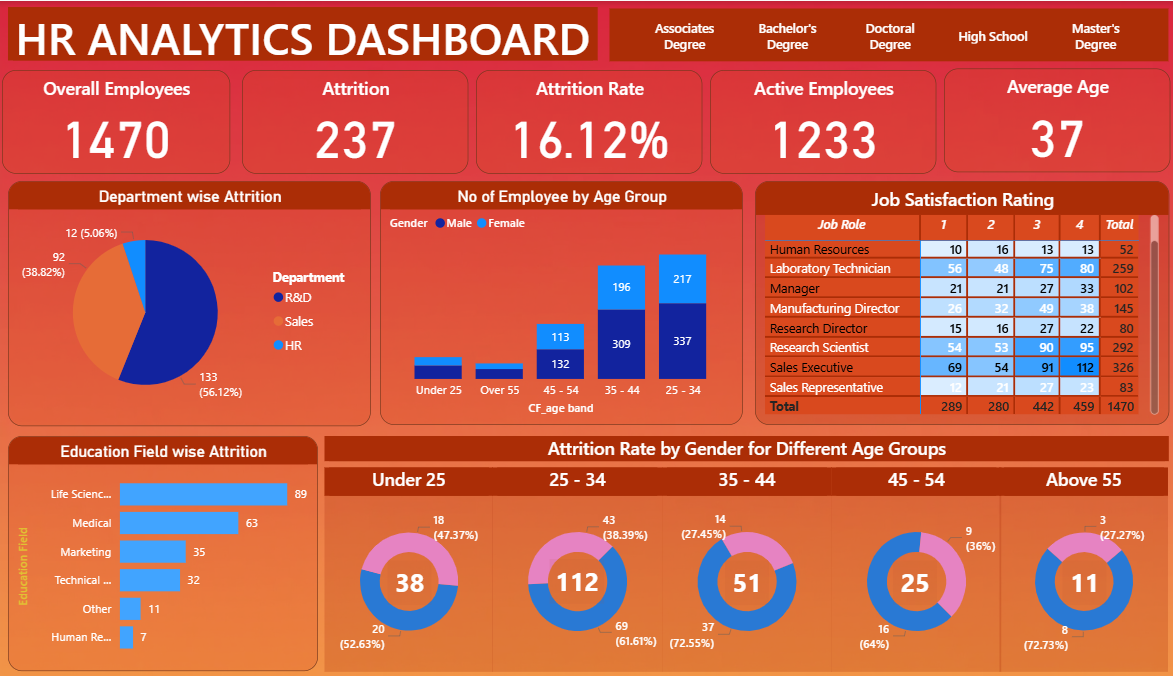 HR ANALYTICS DASHBOARD
Associates
Degree
Bachelor's
Degree
Doctoral
Degree
High School
Master's
Degree
Overall Employees
1470
Attrition
237
Attrition Rate
16.12%
Active Employees
1233
Average Age
37
Department wise Attrition
12 (5.06%)
92
(38.82%)
133
(56.12%)
Department
R&D
Sales
HR
No of Employee by Age Group
Gender Male Female
113
132
196
309
217
337
Under 25 Over 55 45 - 54 35 - 44 25 - 34
CF_age band
Job Satisfaction Rating
Job Role 1 2 3 4 Total
Human Resources 10 16 13 13 52
Laboratory Technician 56 48 75 80 259
Manager 21 21 27 33 102
Manufacturing Director 26 32 49 38 145
Research Director 15 16 27 22 80
Research Scientist 54 53 90 95 292
Sales Executive 69 54 91 112 326
Sales Representative 12 21 27 23 83
Total 289 280 442 459 1470
Education Field wise Attrition
Education Field
Life Scienc... 89
Medical 63
Marketing 35
Technical ... 32
Other 11
Human Re... 7
Attrition Rate by Gender for Different Age Groups
Under 25
18
(47.37%)
38
20
(52.63%)
25 - 34
43
(38.39%)
112
69
(61.61%)
35 - 44
14
(27.45%)
51
37
(72.55%)
45 - 54
9
(36%)
25
16
(64%)
Above 55
3
(27.27%)
11
8
(72.73%)